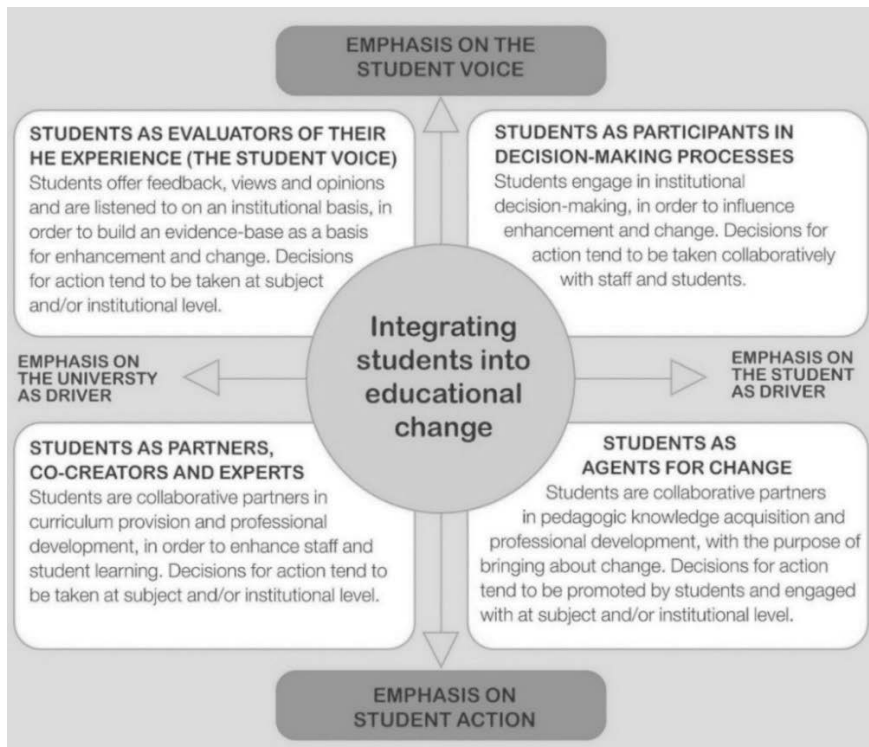 EMPHASIS ON THE
STUDENT VOICE
STUDENTS AS EVALUATORS OF THEIR
HE EXPERIENCE (THE STUDENT VOICE)
Students offer feedback, views and opinions
and are listened to on an institutional basis, in
order to build an evidence-base as a basis
for enhancement and change. Decisions
for action tend to be taken at subject
and/or institutional level.
STUDENTS AS PARTICIPANTS IN
DECISION-MAKING PROCESSES
Students engage in institutional
decision-making, in order to influence
enhancement and change. Decisions for
action tend to be taken collaboratively
with staff and students.
EMPHASIS ON
THE UNIVERSTY
AS DRIVER
Integrating
students into
educational
change
EMPHASIS ON
THE STUDENT
AS DRIVER
STUDENTS AS PARTNERS,
CO-CREATORS AND EXPERTS
Students are collaborative partners in
curriculum provision and professional
development, in order to enhance staff and
student learning. Decisions for action tend to
be taken at subject and/or institutional level.
STUDENTS AS
AGENTS FOR CHANGE
Students are collaborative partners
in pedagogic knowledge acquisition and
professional development, with the purpose of
bringing about change. Decisions for action
tend to be promoted by students and engaged
with at subject and/or institutional level.
EMPHASIS ON
STUDENT ACTION